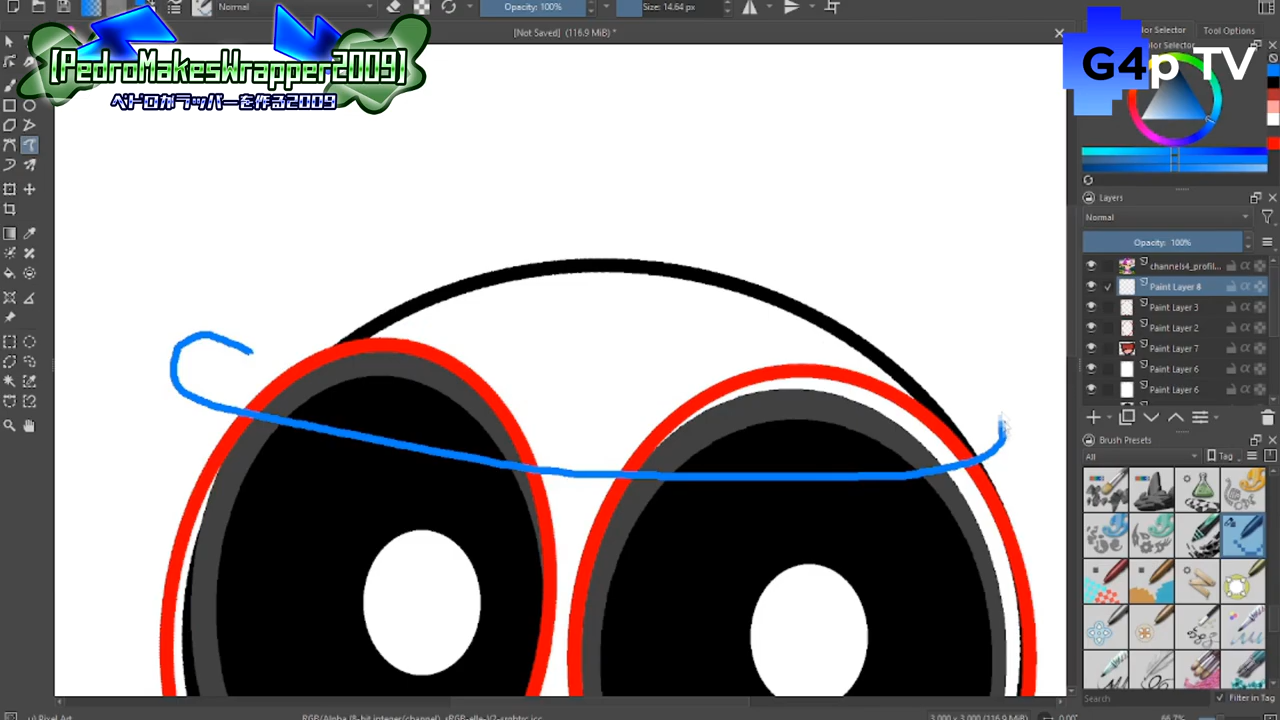 Normal
Opacity: 100%
Size: 14.64 px
[Not Saved] (116.9 MiB) *
[PedroMakesWrapper2009]
ペドロがラッパーを作る2009
G4p TV
Color Selector
Tool Options
Layers
Normal
Opacity: 100%
channels4_profil...
Paint Layer 8
Paint Layer 3
Paint Layer 2
Paint Layer 7
Paint Layer 6
Paint Layer 6
Brush Presets
All
Tag
Search
Filter in Tag